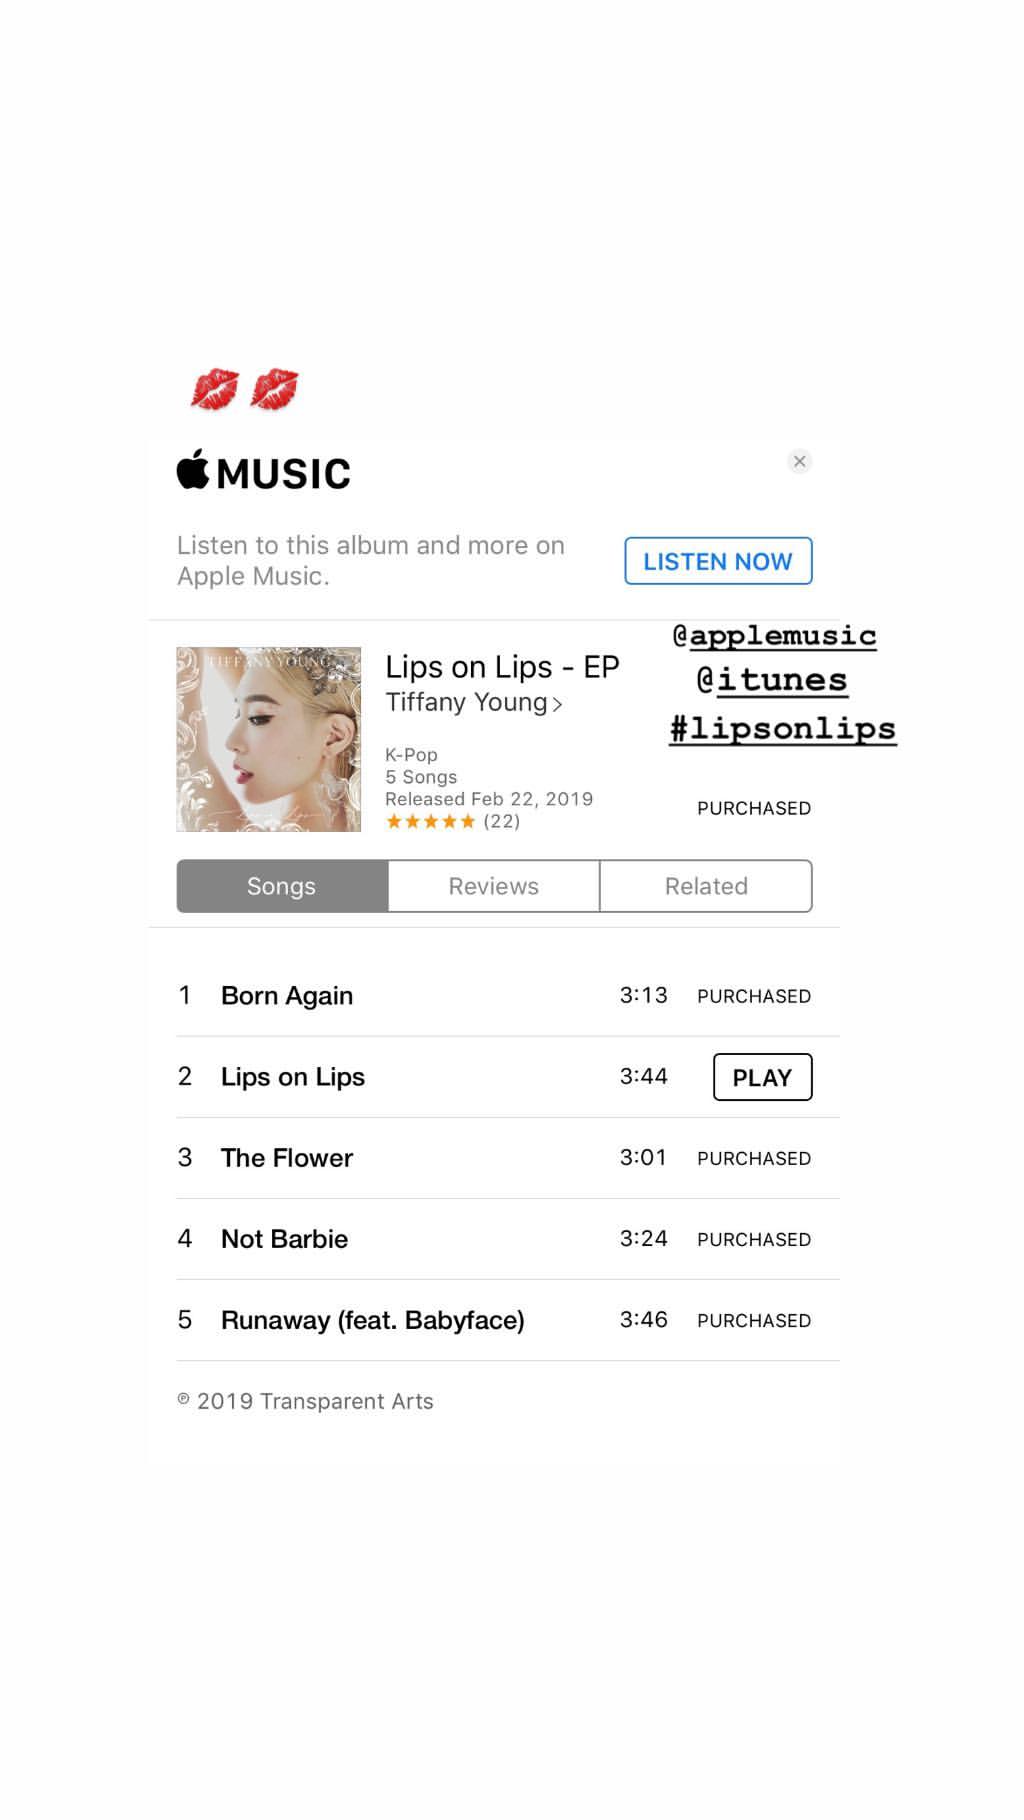 MUSIC
Listen to this album and more on
Apple Music.
LISTEN NOW
@applemusic
@itunes
#lipsonlips
TIFFANY YOUNG
Lips on Lips - EP
Tiffany Young >
K-Pop
5 Songs
Released Feb 22, 2019
★★★★★ (22)
PURCHASED
Songs Reviews Related
1 Born Again 3:13 PURCHASED
2 Lips on Lips 3:44 PLAY
3 The Flower 3:01 PURCHASED
4 Not Barbie 3:24 PURCHASED
5 Runaway (feat. Babyface) 3:46 PURCHASED
℗ 2019 Transparent Arts